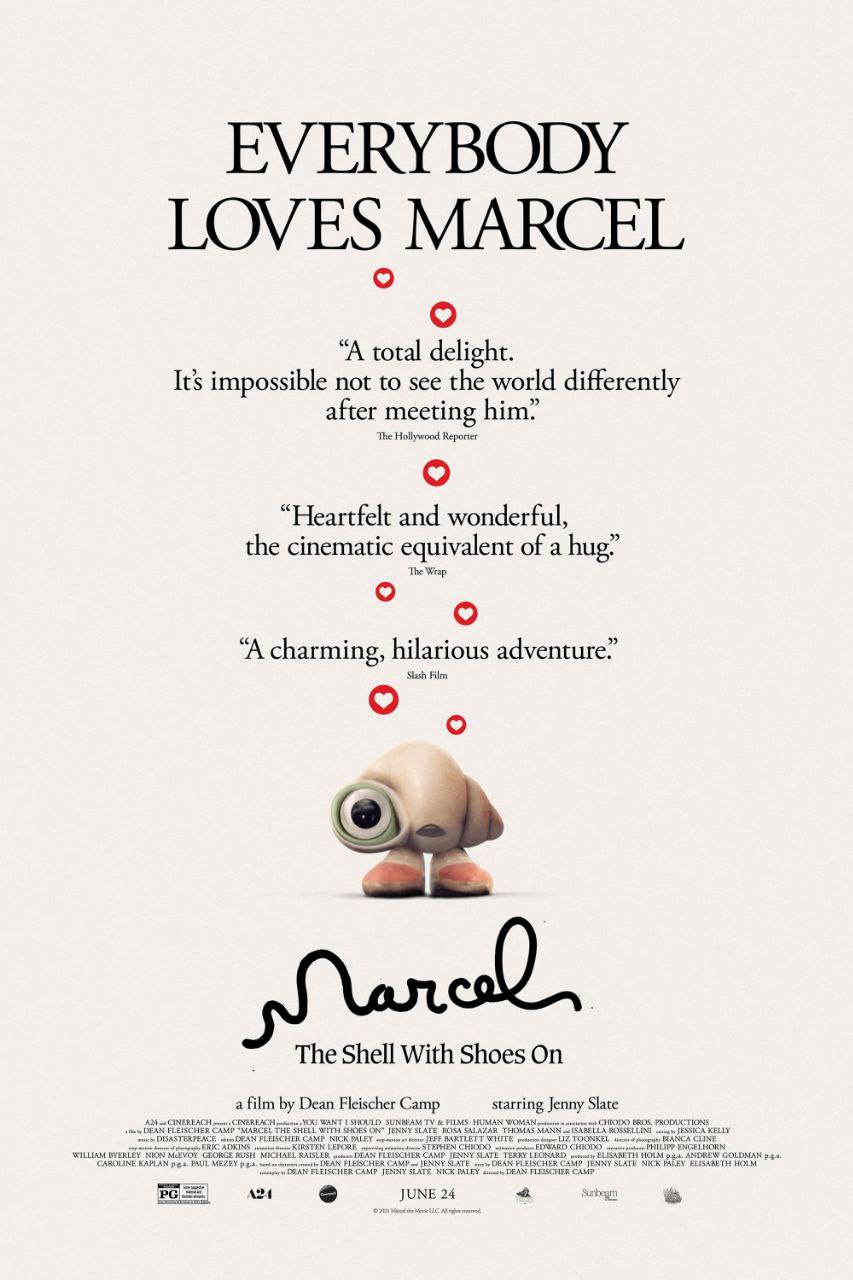 EVERYBODY
LOVES MARCEL
“A total delight.
It’s impossible not to see the world differently
after meeting him.”
The Hollywood Reporter
“Heartfelt and wonderful,
the cinematic equivalent of a hug.”
The Wrap
“A charming, hilarious adventure.”
Slash Film
Marcel
The Shell With Shoes On
a film by Dean Fleischer Camp starring Jenny Slate
A24 and CINEREACH present a CINEREACH production a YOU WANT I SHOULD SUNBEAM TV & FILMS HUMAN WOMAN production in association with CHIODO BROS. PRODUCTIONS
a film by DEAN FLEISCHER CAMP “MARCEL THE SHELL WITH SHOES ON” JENNY SLATE ROSA SALAZAR THOMAS MANN and ISABELLA ROSSELLINI casting by JESSICA KELLY
music by DISASTERPEACE editors DEAN FLEISCHER CAMP NICK PALEY stop-motion art director JEFF BARTLETT WHITE production designer LIZ TOONKEL director of photography BIANCA CLINE
stop-motion director of photography ERIC ADKINS animation director KIRSTEN LEPORE supervising animation director STEPHEN CHIODO animation producer EDWARD CHIODO executive producer PHILIPP ENGELHORN
WILLIAM BYERLEY NION McEVOY GEORGE RUSH MICHAEL RAISLER producers DEAN FLEISCHER CAMP JENNY SLATE TERRY LEONARD produced by ELISABETH HOLM p.g.a. ANDREW GOLDMAN p.g.a.
CAROLINE KAPLAN p.g.a. PAUL MEZEY p.g.a. based on characters created by DEAN FLEISCHER CAMP and JENNY SLATE story by DEAN FLEISCHER CAMP JENNY SLATE NICK PALEY ELISABETH HOLM
screenplay by DEAN FLEISCHER CAMP JENNY SLATE NICK PALEY directed by DEAN FLEISCHER CAMP
PG A24 JUNE 24 Sunbeam
© 2021 Marcel the Movie LLC. All rights reserved.